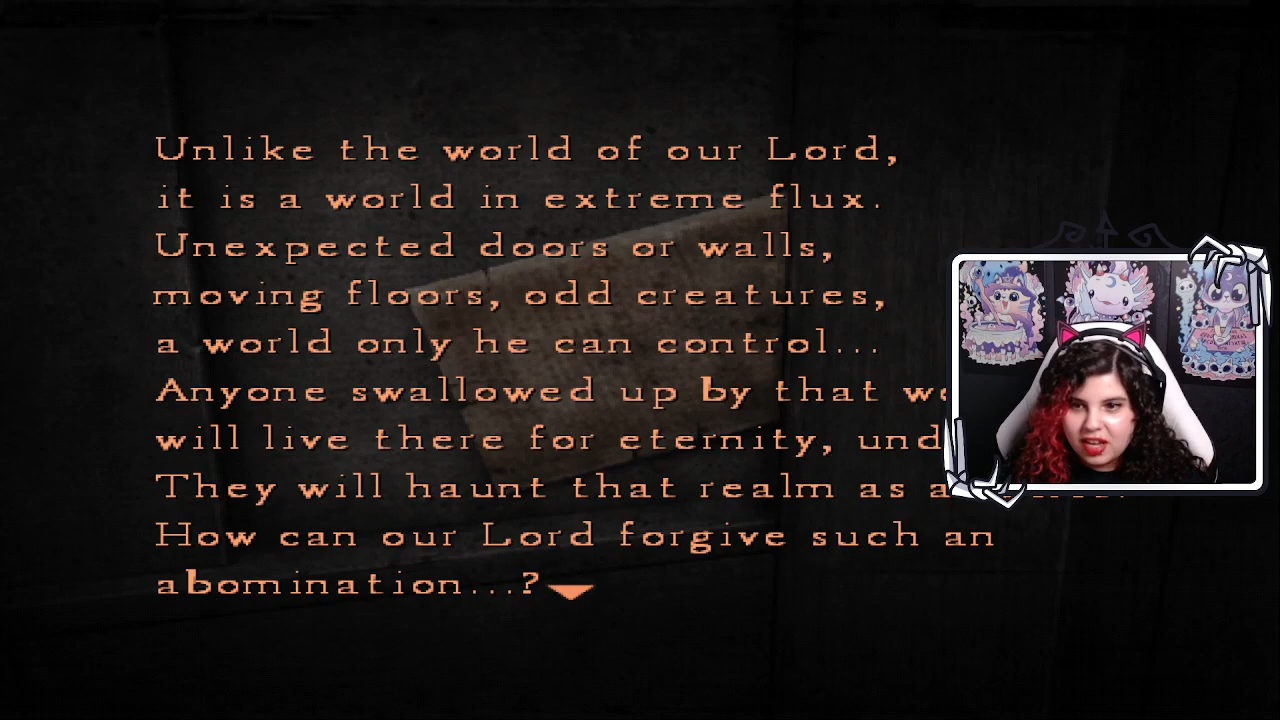 Unlike the world of our Lord,
it is a world in extreme flux.
Unexpected doors or walls,
moving floors, odd creatures,
a world only he can control...
Anyone swallowed up by that
will live there for eternity,
They will haunt that realm as
How can our Lord forgive such an
abomination...?